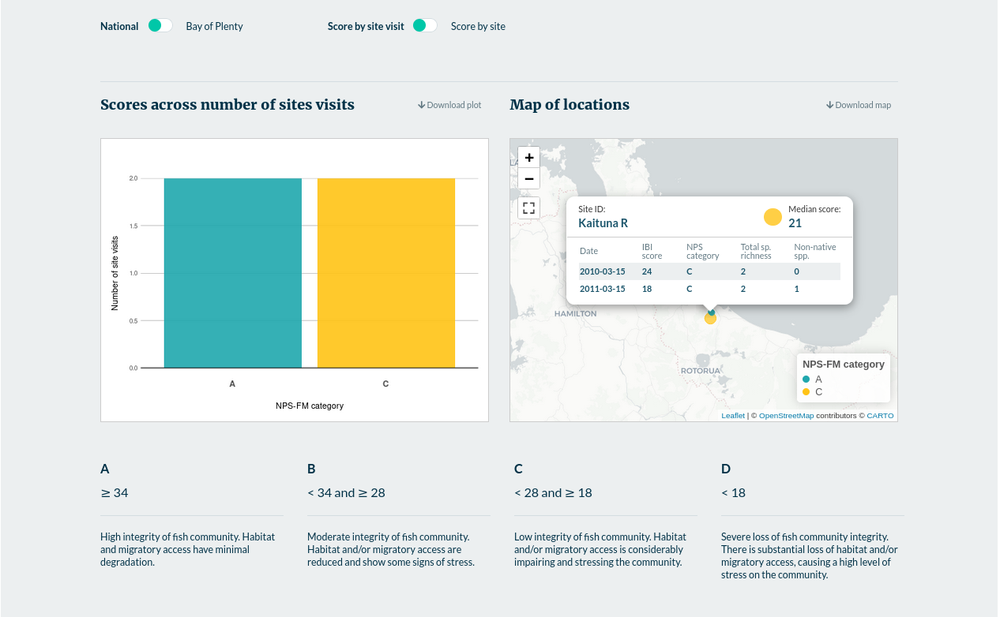 National Bay of Plenty Score by site visit Score by site
Scores across number of sites visits
Download plot
2.0
1.5
1.0
0.5
0.0
Number of site visits
A C
NPS-FM category
Map of locations
Download map
+
−
Site ID:
Kaituna R
Median score:
21
Date IBI score NPS category Total sp. richness Non-native spp.
2010-03-15 24 C 2 0
2011-03-15 18 C 2 1
HAMILTON
ROTORUA
NPS-FM category
A
C
Leaflet | © OpenStreetMap contributors © CARTO
A
≥ 34
High integrity of fish community. Habitat
and migratory access have minimal
degradation.
B
< 34 and ≥ 28
Moderate integrity of fish community.
Habitat and/or migratory access are
reduced and show some signs of stress.
C
< 28 and ≥ 18
Low integrity of fish community. Habitat
and/or migratory access is considerably
impairing and stressing the community.
D
< 18
Severe loss of fish community integrity.
There is substantial loss of habitat and/or
migratory access, causing a high level of
stress on the community.